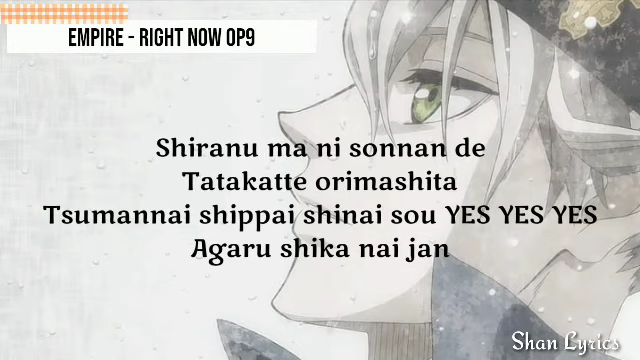 EMPIRE - RIGHT NOW OP9
Shiranu ma ni sonnan de
Tatakatte orimashita
Tsumannai shippai shinai sou YES YES YES
Agaru shika nai jan
Shan Lyrics